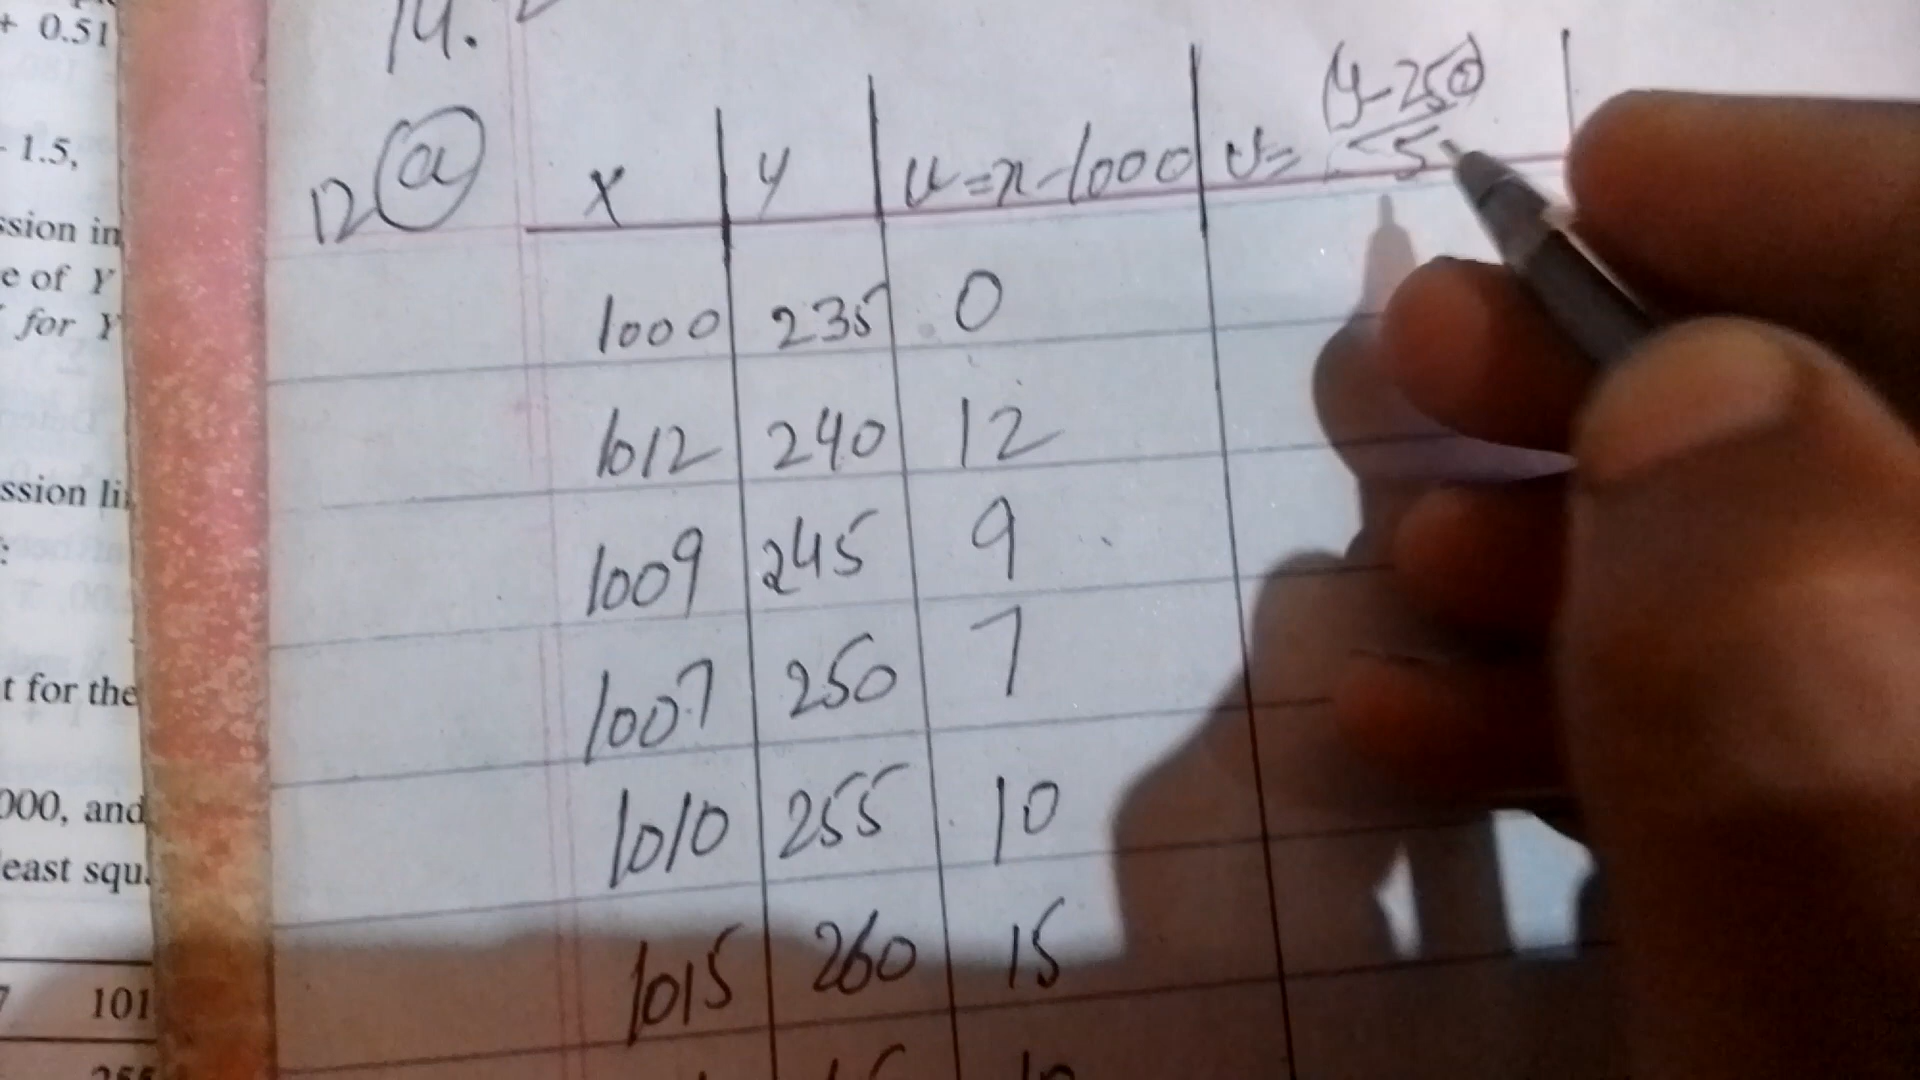 + 0.51
- 1.5,
ssion in
e of Y
for Y
ssion li
:
t for the
000, and
east squ
7 101
255
14.
12 (a) x y u=x-1000 v= (y-250)/5
1000 235 0
1012 240 12
1009 245 9
1007 250 7
1010 255 10
1015 260 15